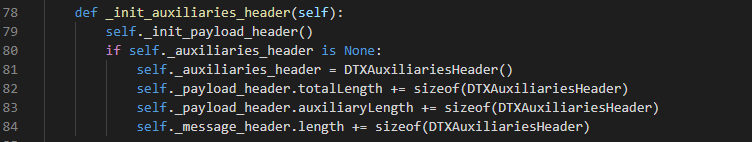 78 def _init_auxiliaries_header(self):
79 self._init_payload_header()
80 if self._auxiliaries_header is None:
81 self._auxiliaries_header = DTXAuxiliariesHeader()
82 self._payload_header.totalLength += sizeof(DTXAuxiliariesHeader)
83 self._payload_header.auxiliaryLength += sizeof(DTXAuxiliariesHeader)
84 self._message_header.length += sizeof(DTXAuxiliariesHeader)